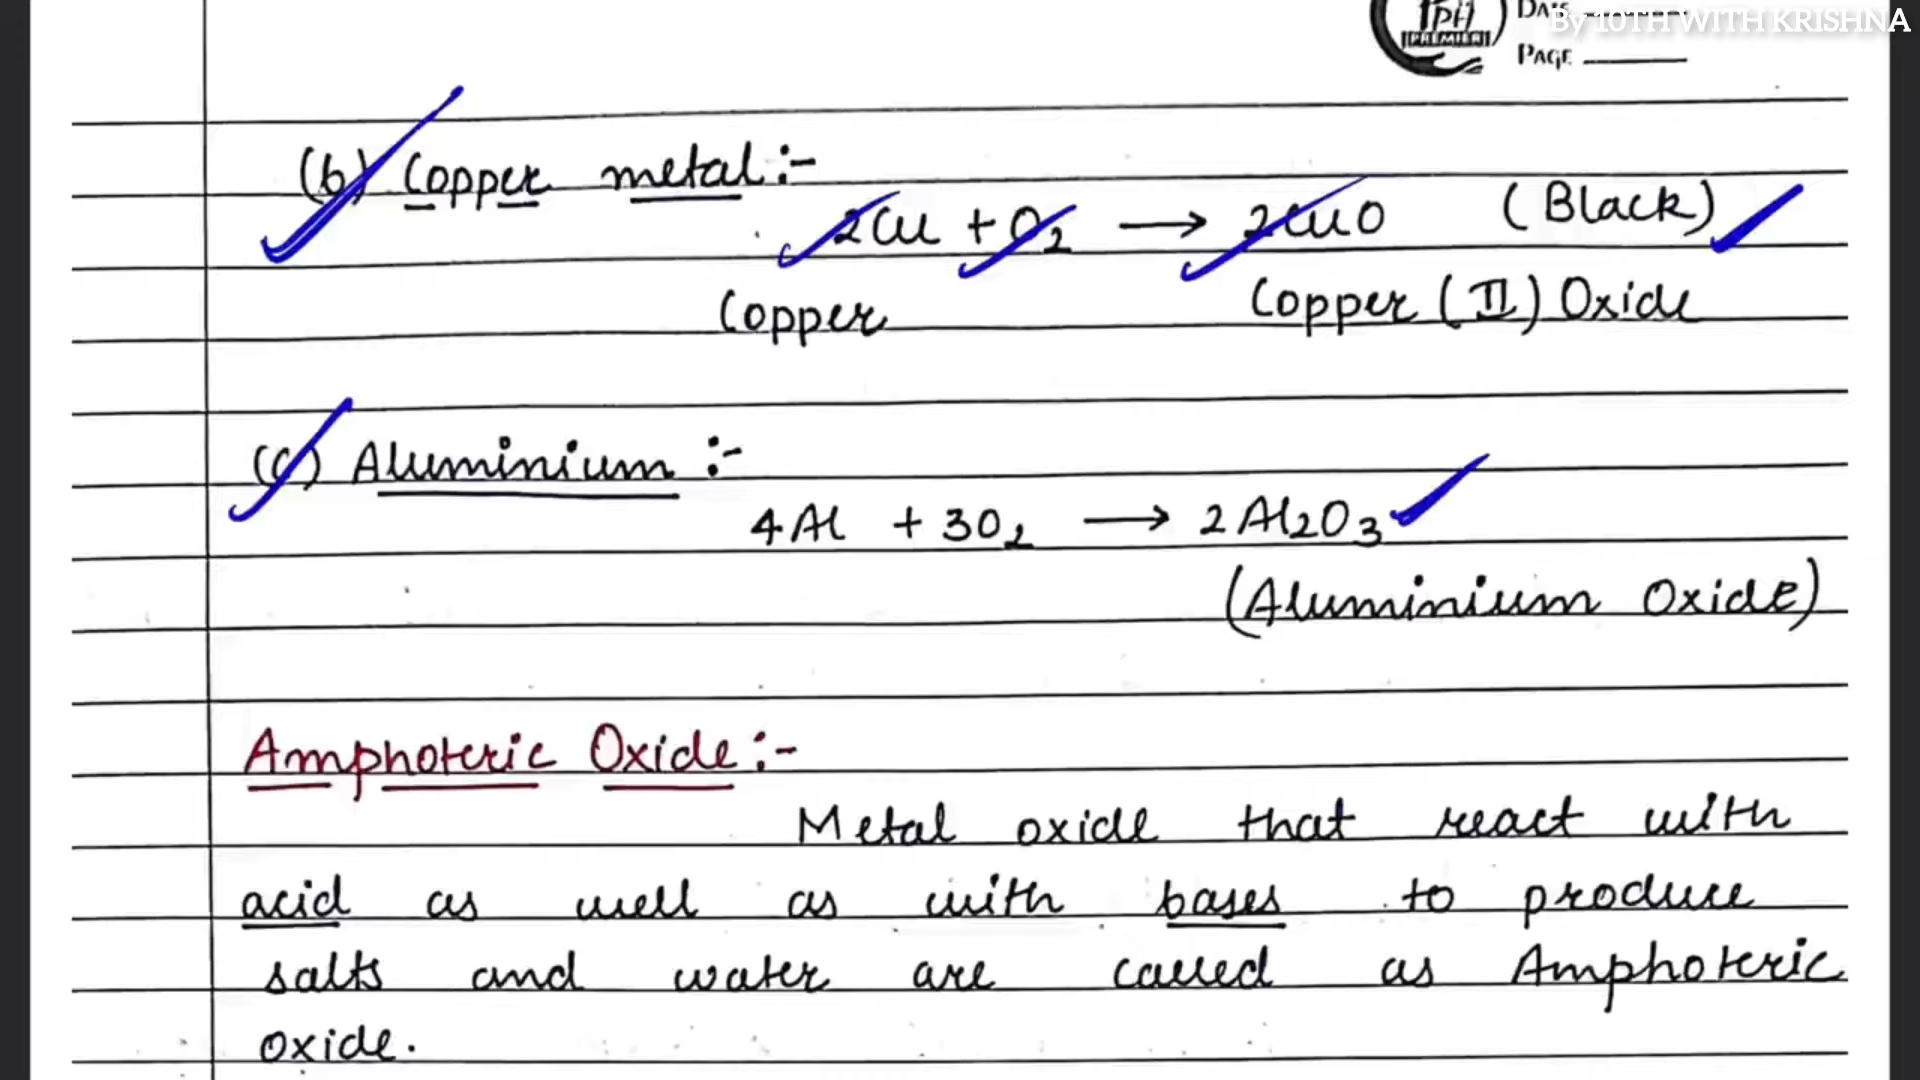 By 10TH WITH KRISHNA
PREMIER
PAGE
(b) Copper metal :-
2Cu + O₂ → 2CuO (Black)
Copper Copper (II) Oxide
(c) Aluminium :-
4Al + 3O₂ → 2Al₂O₃
(Aluminium Oxide)
Amphoteric Oxide :-
Metal oxide that react with
acid as well as with bases to produce
salts and water are called as Amphoteric
oxide.